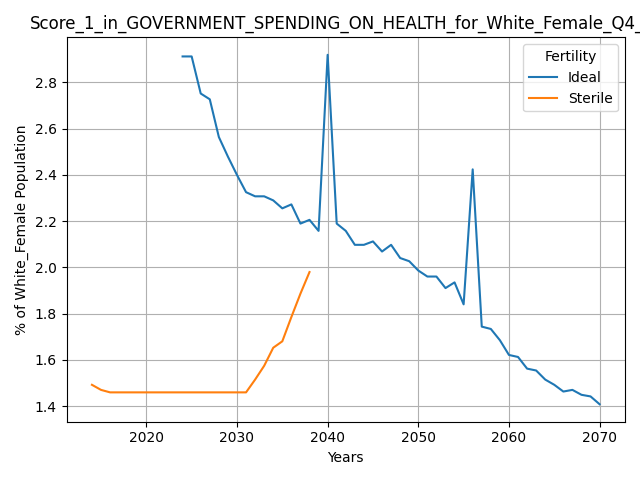 Score_1_in_GOVERNMENT_SPENDING_ON_HEALTH_for_White_Female_Q4_
Fertility
Ideal
Sterile
% of White_Female Population
2.8
2.6
2.4
2.2
2.0
1.8
1.6
1.4
2020 2030 2040 2050 2060 2070
Years